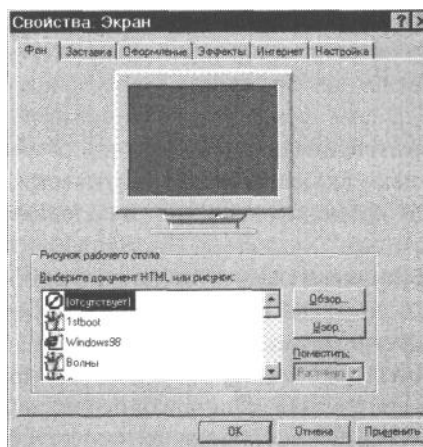 Свойства: Экран
Фон Заставка Оформление Эффекты Интернет Настройка
Рисунок рабочего стола
Выберите документ HTML или рисунок:
(отсутствует)
1stboot
Windows98
Волны
Обзор...
Узор...
Поместить:
Растянуть
OK Отмена Применить